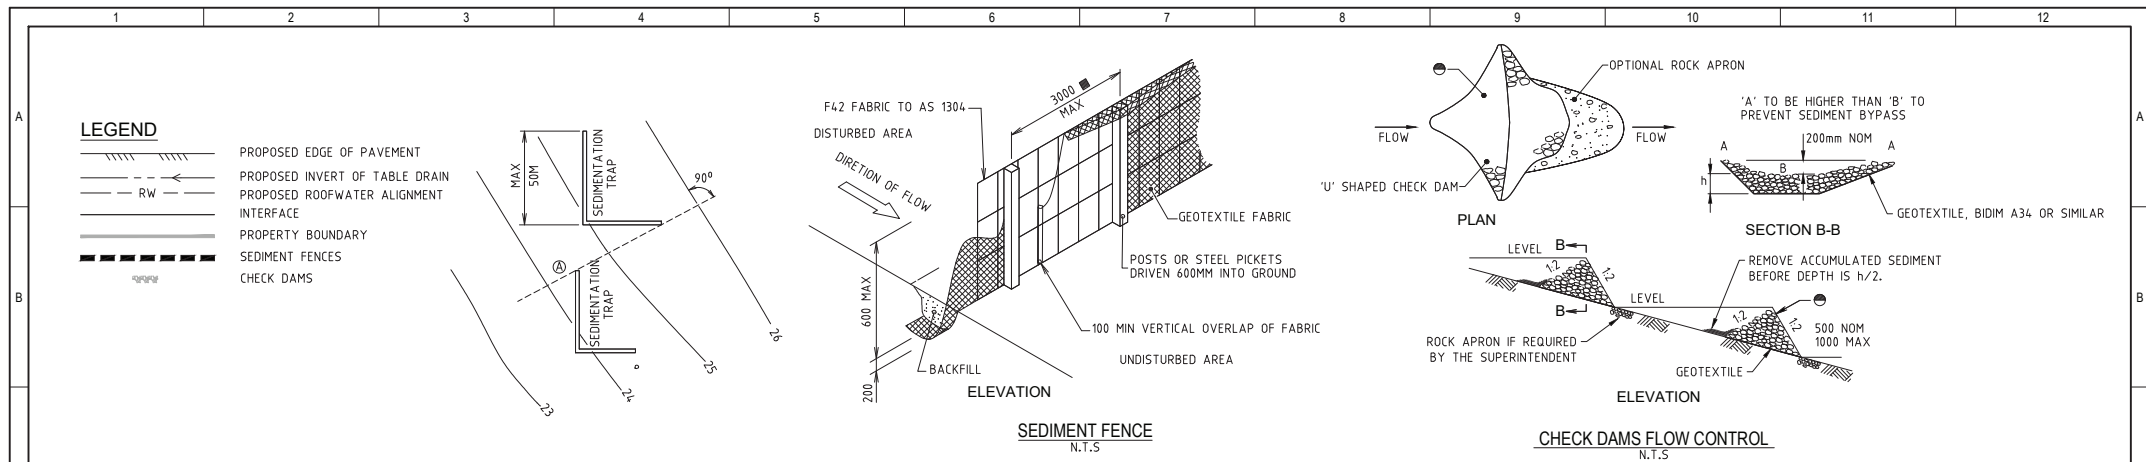 1 2 3 4 5 6 7 8 9 10 11 12
A
B
A
B
LEGEND
PROPOSED EDGE OF PAVEMENT
PROPOSED INVERT OF TABLE DRAIN
RW
PROPOSED ROOFWATER ALIGNMENT
INTERFACE
PROPERTY BOUNDARY
SEDIMENT FENCES
CHECK DAMS
MAX
50M
SEDIMENTATION
TRAP
90°
A
SEDIMENTATION
TRAP
26
25
24
23
F42 FABRIC TO AS 1304
DISTURBED AREA
DIRETION OF FLOW
3000
MAX
GEOTEXTILE FABRIC
POSTS OR STEEL PICKETS
DRIVEN 600MM INTO GROUND
600 MAX
200
100 MIN VERTICAL OVERLAP OF FABRIC
UNDISTURBED AREA
BACKFILL
ELEVATION
SEDIMENT FENCE
N.T.S
FLOW
FLOW
OPTIONAL ROCK APRON
'U' SHAPED CHECK DAM
PLAN
'A' TO BE HIGHER THAN 'B' TO
PREVENT SEDIMENT BYPASS
200mm NOM
A
A
B
h
GEOTEXTILE, BIDIM A34 OR SIMILAR
SECTION B-B
LEVEL
B
1:2
1:2
B
REMOVE ACCUMULATED SEDIMENT
BEFORE DEPTH IS h/2.
LEVEL
1:2
1:2
500 NOM
1000 MAX
ROCK APRON IF REQUIRED
BY THE SUPERINTENDENT
GEOTEXTILE
ELEVATION
CHECK DAMS FLOW CONTROL
N.T.S